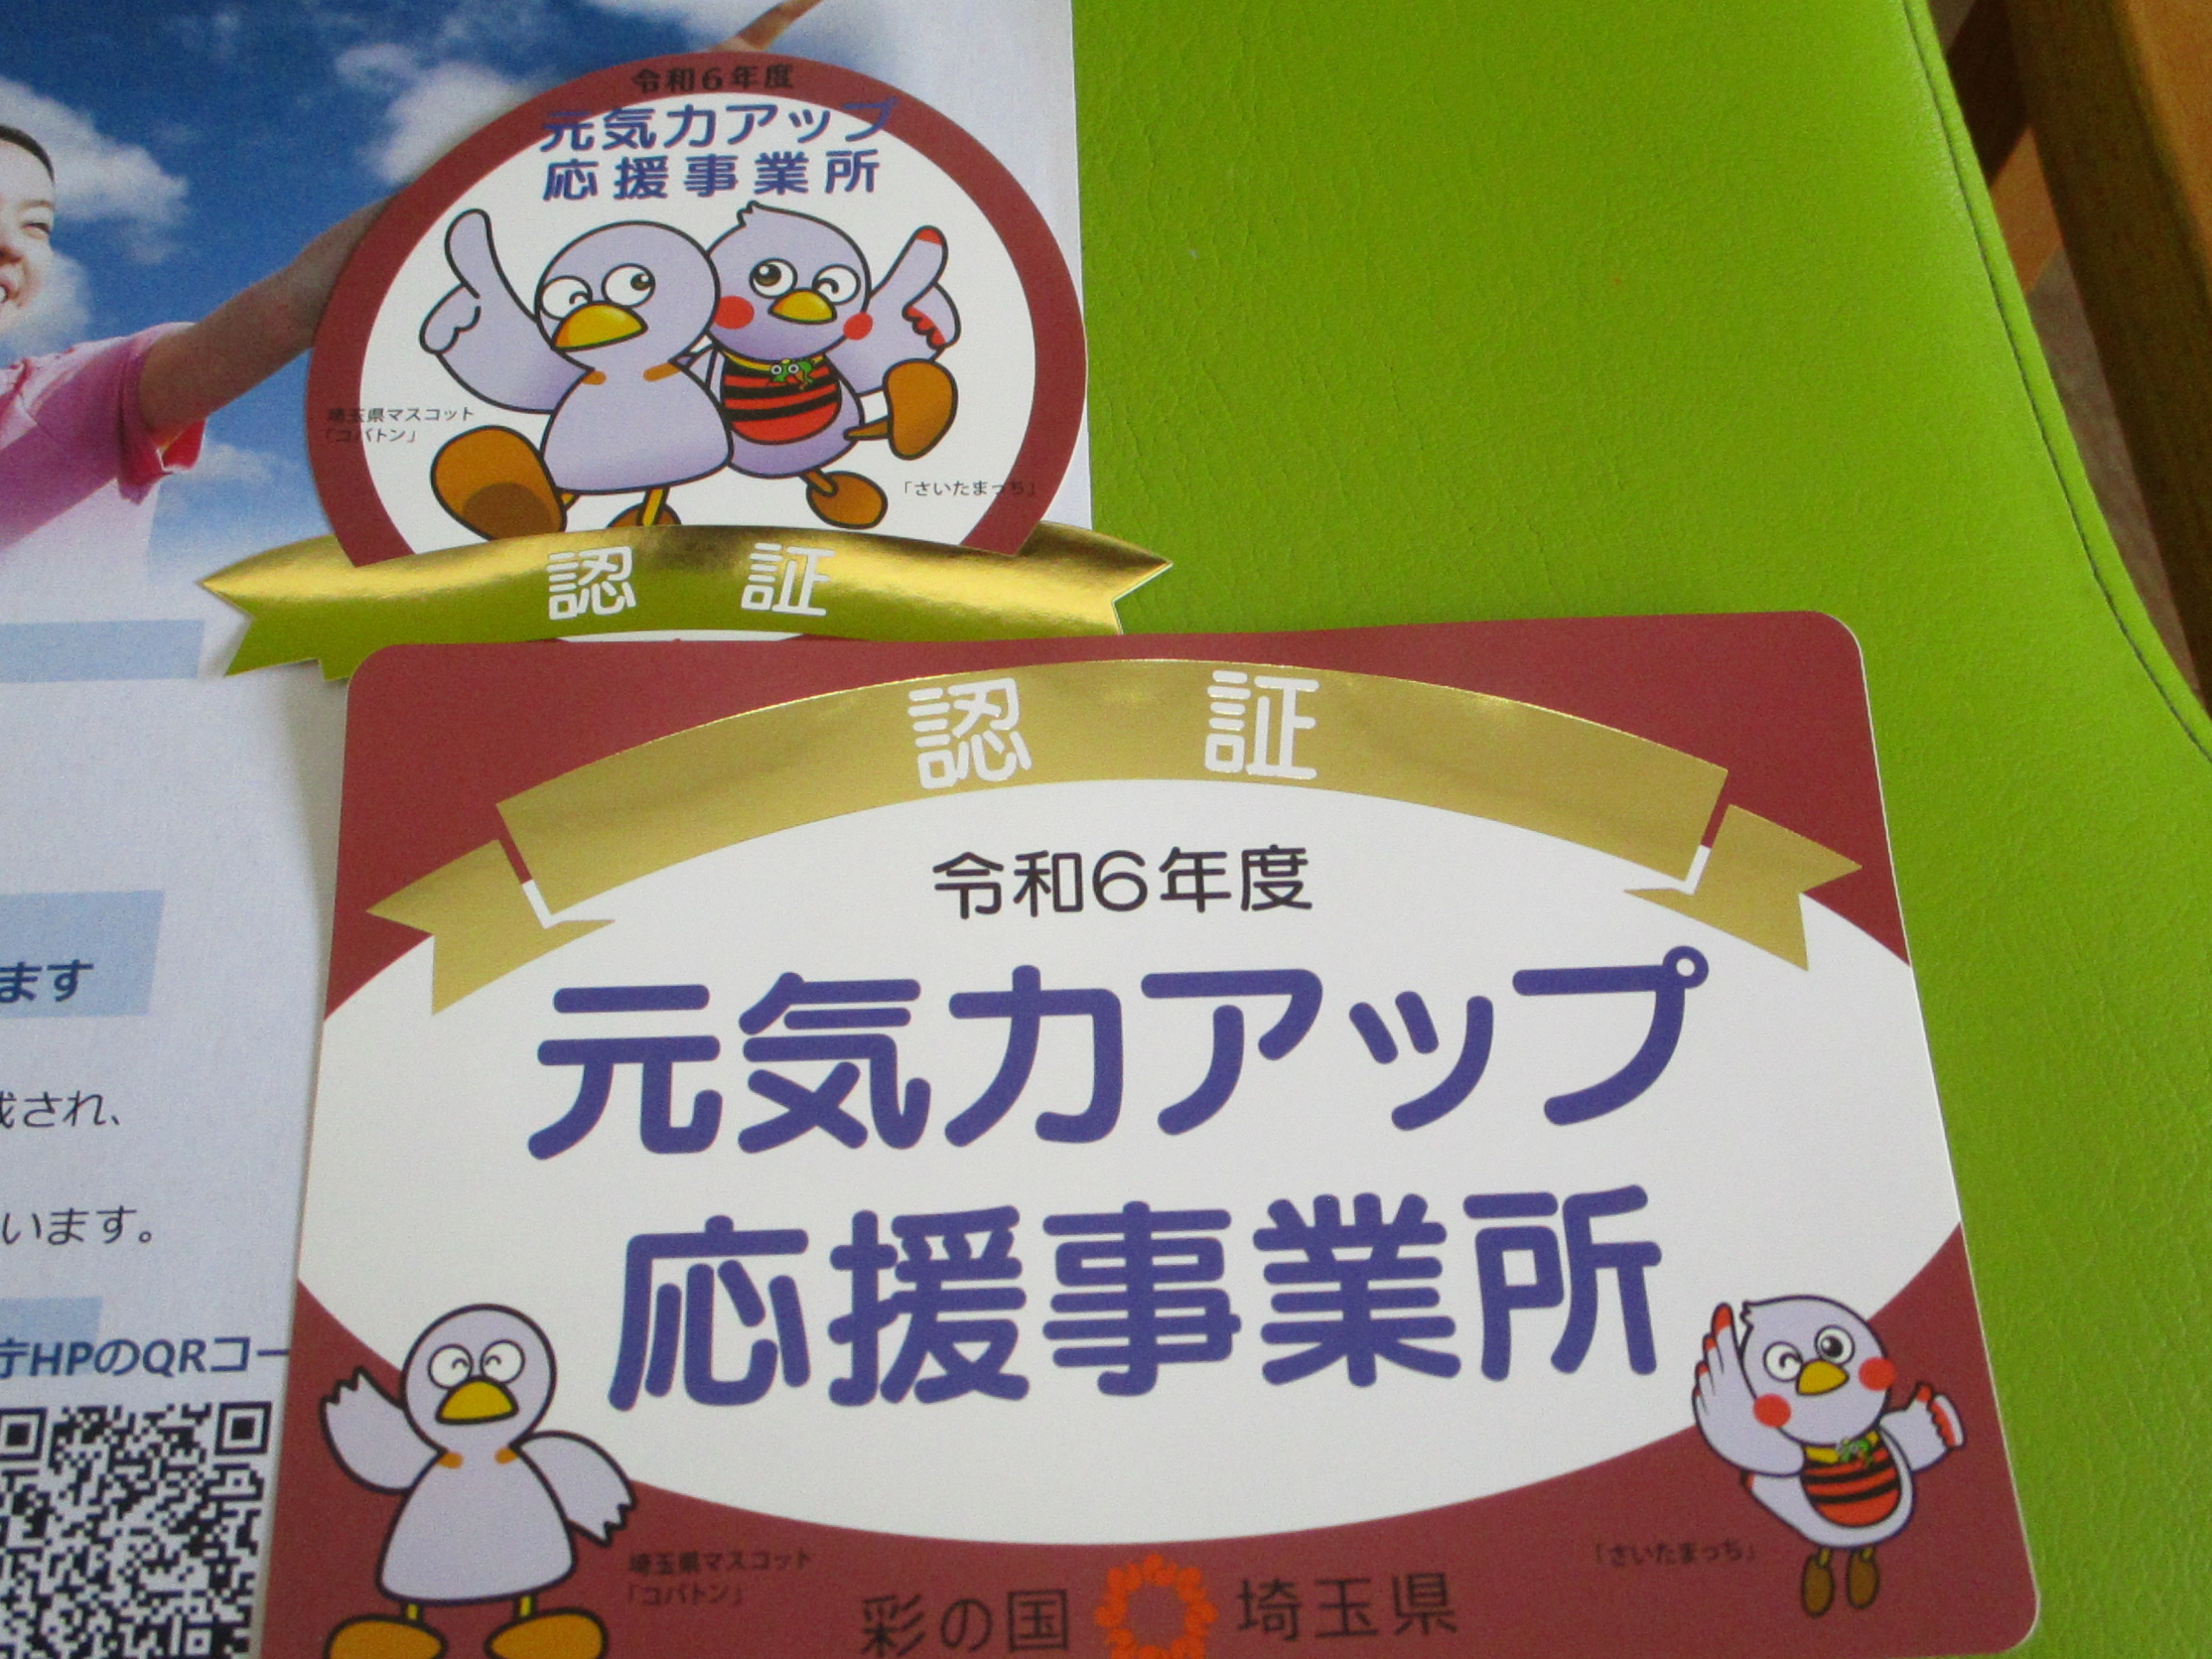 令和6年度
元気力アップ
応援事業所
埼玉県マスコット
「コバトン」
「さいたまっち」
認 証
認 証
令和6年度
元気力アップ
応援事業所
埼玉県マスコット
「コバトン」
「さいたまっち」
彩の国 埼玉県
ます
され、
います。
庁HPのQRコー